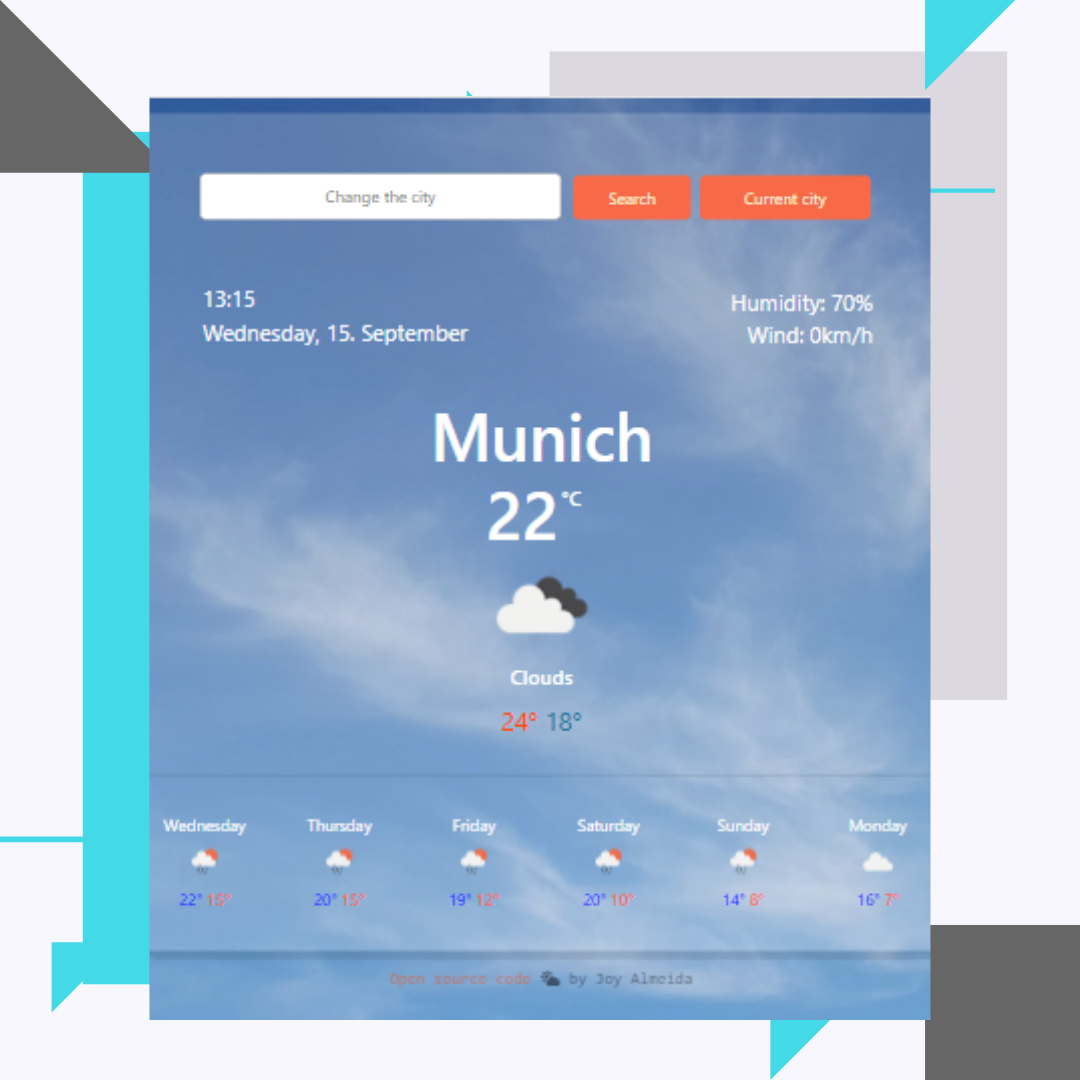 Change the city
Search
Current city
13:15
Wednesday, 15. September
Humidity: 70%
Wind: 0km/h
Munich
22 °C
Clouds
24° 18°
Wednesday Thursday Friday Saturday Sunday Monday
22° 15° 20° 15° 19° 12° 20° 10° 14° 8° 16° 7°
Open source code by Joy Almeida